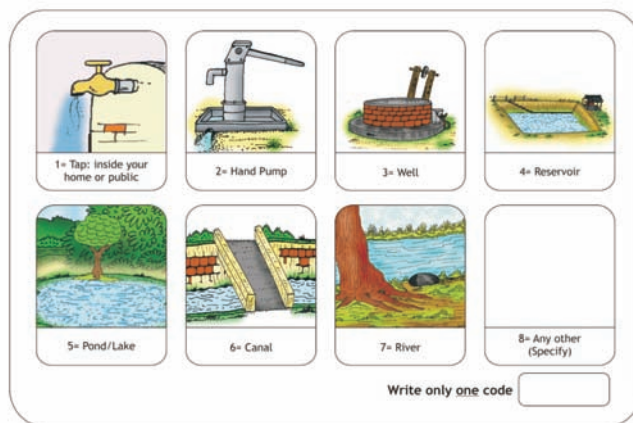 1= Tap: inside your
home or public
2= Hand Pump
3= Well
4= Reservoir
5= Pond/Lake
6= Canal
7= River
8= Any other
(Specify)
Write only one code